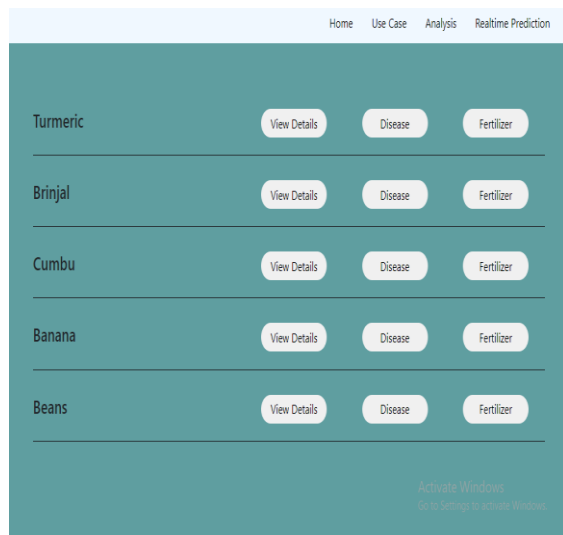 Home Use Case Analysis Realtime Prediction
Turmeric View Details Disease Fertilizer
Brinjal View Details Disease Fertilizer
Cumbu View Details Disease Fertilizer
Banana View Details Disease Fertilizer
Beans View Details Disease Fertilizer
Activate Windows
Go to Settings to activate Windows.